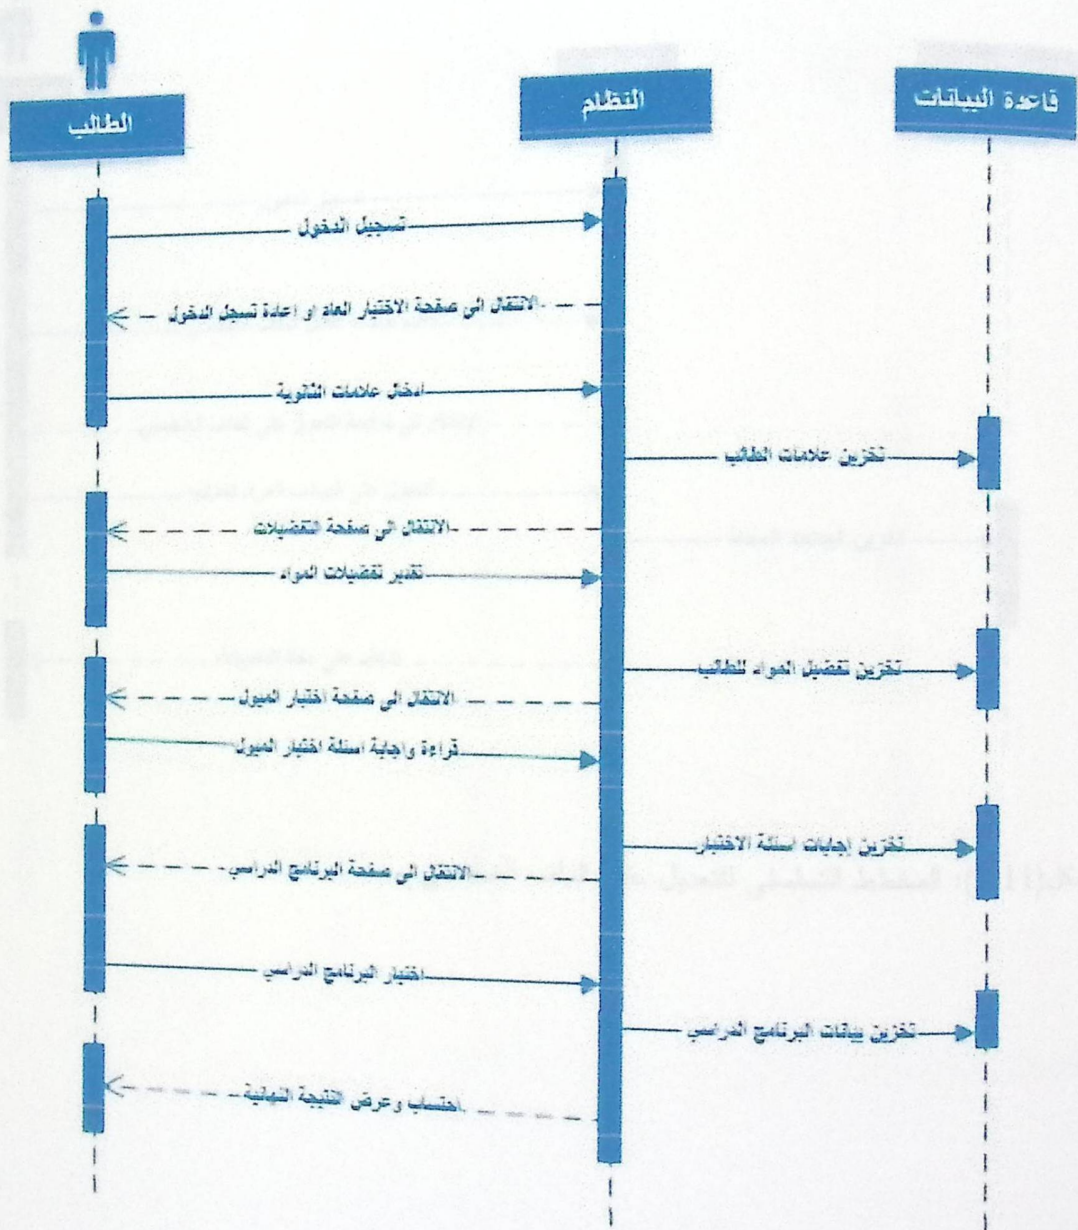 الطالب
النظام
قاعدة البيانات
تسجيل الدخول
الانتقال الى صفحة الاختبار العام او اعادة تسجل الدخول
ادخال علامات الثانوية
تخزين علامات الطالب
الانتقال الى صفحة التفضيلات
تقدير تفضيلات المواد
تخزين تفضيل المواد للطالب
الانتقال الى صفحة اختبار الميول
قراءة واجابة اسئلة اختبار الميول
تخزين إجابات اسئلة الاختبار
الانتقال الى صفحة البرنامج الدراسي
اختيار البرنامج الدراسي
تخزين بيانات البرنامج الدراسي
احتساب وعرض النتيجة النهائية